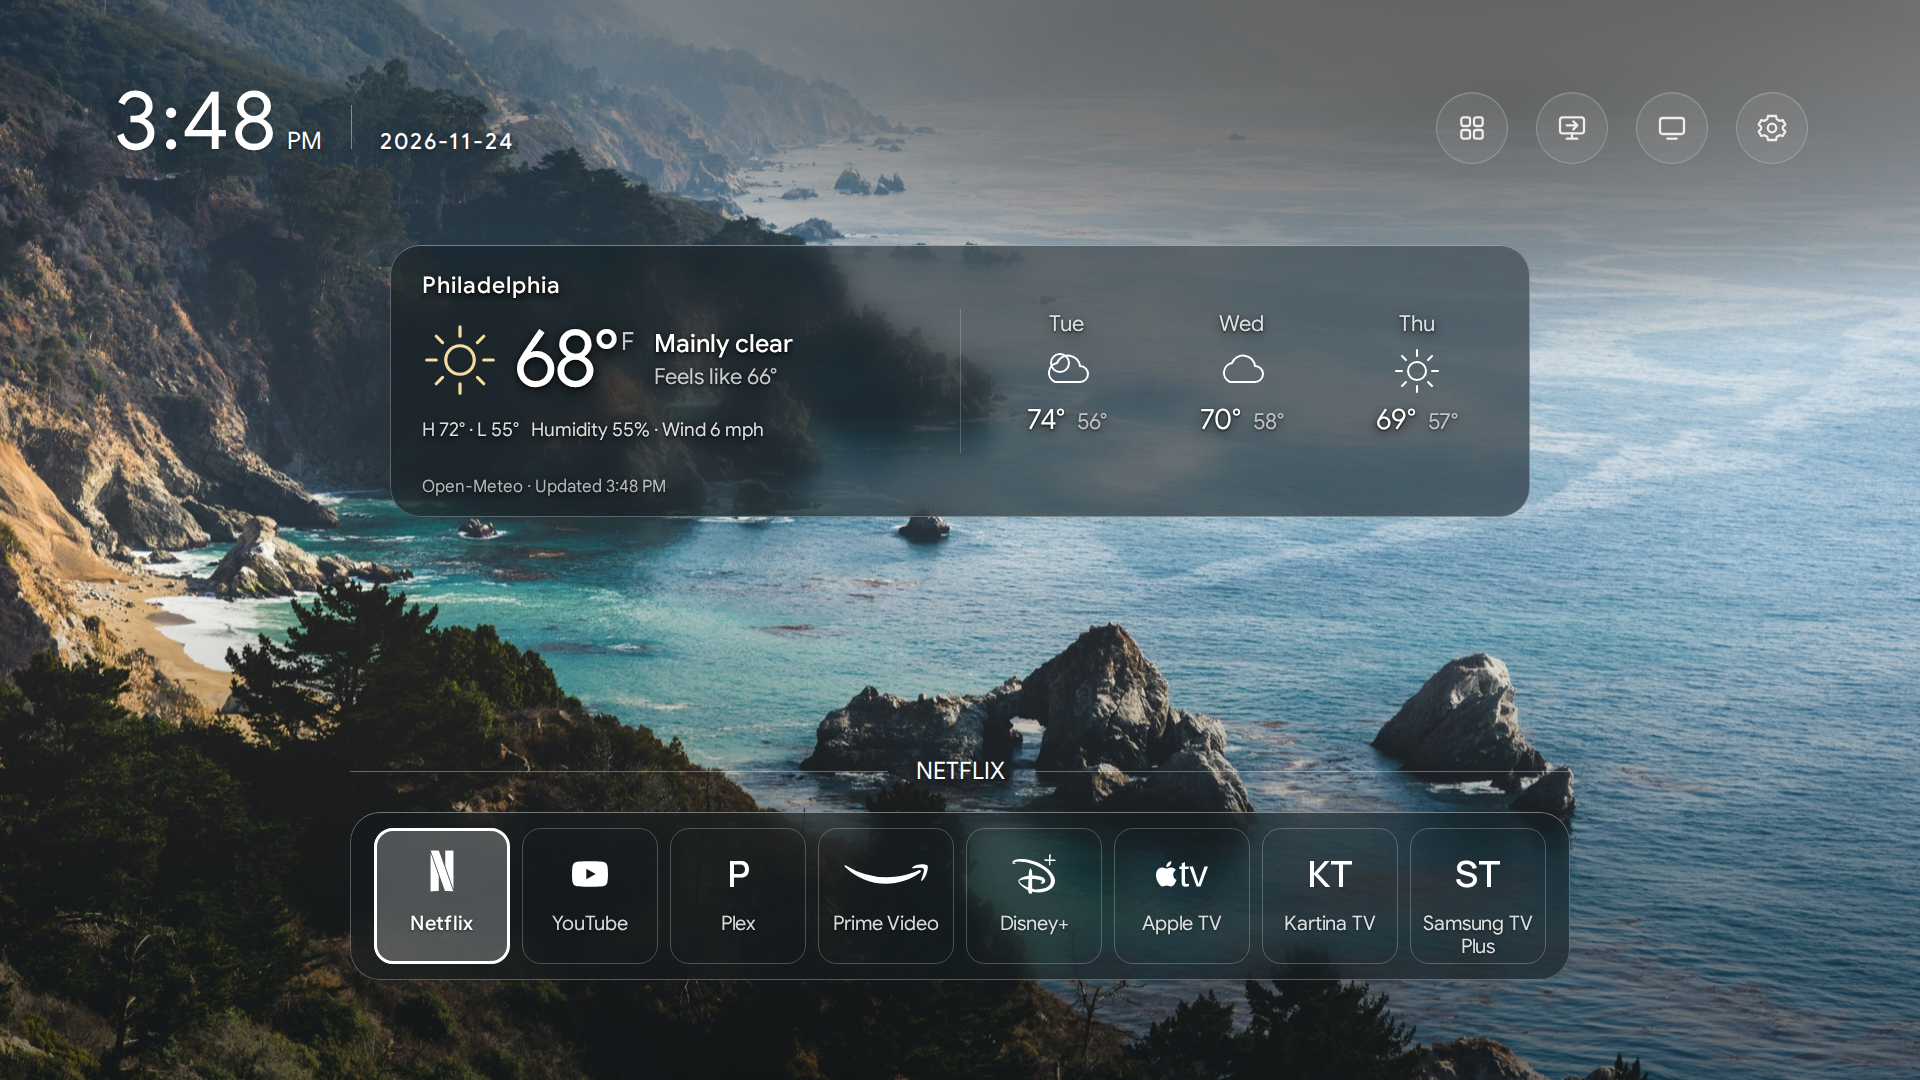 3:48 PM
2026-11-24
Philadelphia
68°F
Mainly clear
Feels like 66°
H 72° · L 55° Humidity 55% · Wind 6 mph
Open-Meteo · Updated 3:48 PM
Tue
74° 56°
Wed
70° 58°
Thu
69° 57°
NETFLIX
N
Netflix
YouTube
P
Plex
Prime Video
Disney+
tv
Apple TV
KT
Kartina TV
ST
Samsung TV
Plus